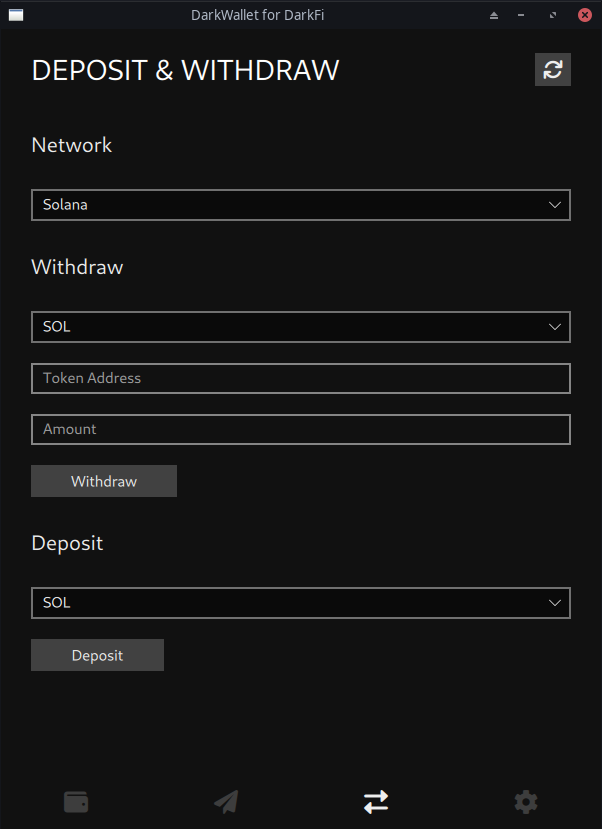 DarkWallet for DarkFi
DEPOSIT & WITHDRAW
Network
Solana
Withdraw
SOL
Token Address
Amount
Withdraw
Deposit
SOL
Deposit